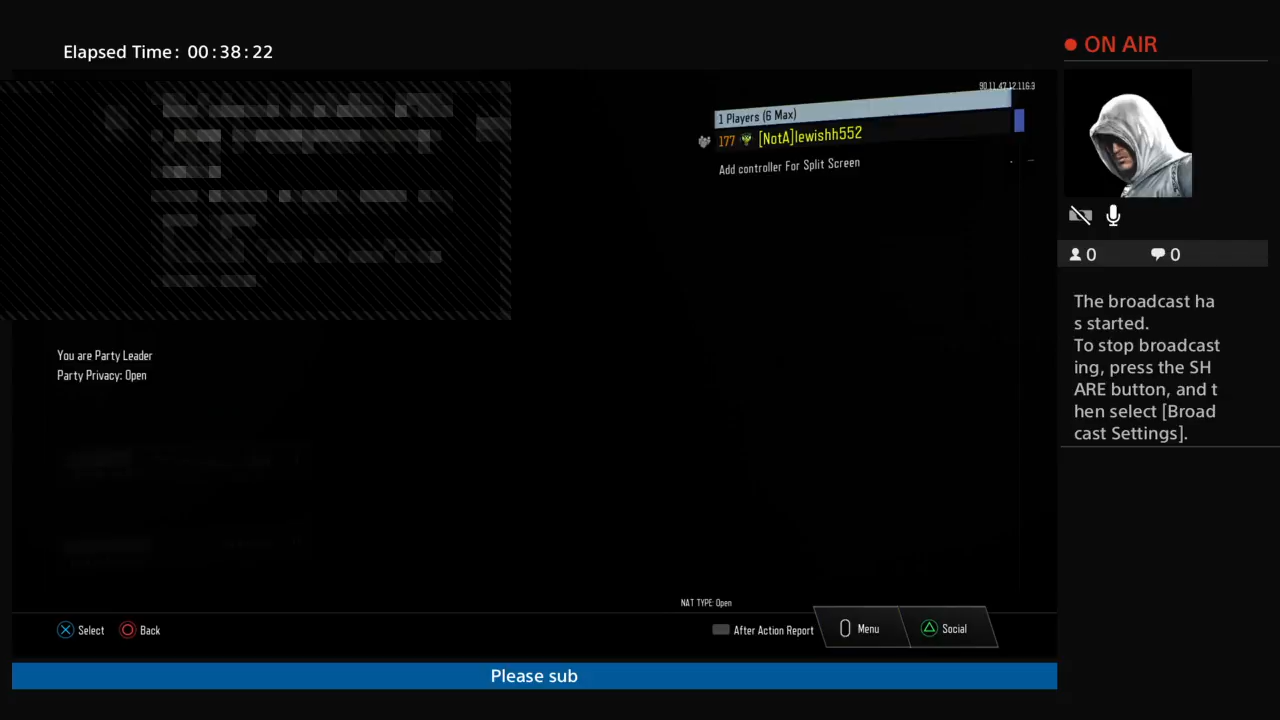 Elapsed Time: 00:38:22
ON AIR
1 Players (6 Max)
177 [NotA]lewishh552
Add controller For Split Screen
0
0
The broadcast ha
s started.
To stop broadcast
ing, press the SH
ARE button, and t
hen select [Broad
cast Settings].
You are Party Leader
Party Privacy: Open
NAT TYPE: Open
Select
Back
After Action Report
Menu
Social
Please sub